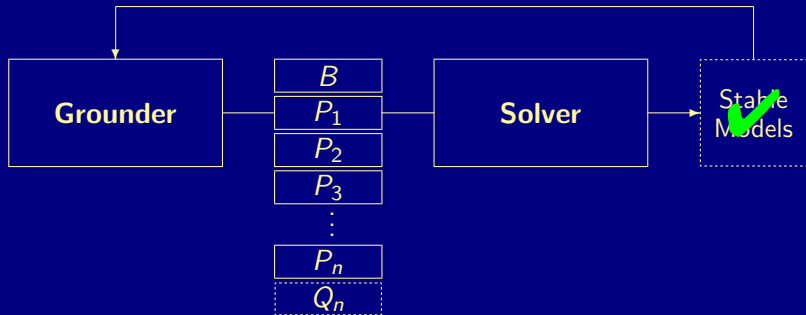 Grounder
B
P₁
P₂
P₃
⋮
Pₙ
Qₙ
Solver
Stable
Models